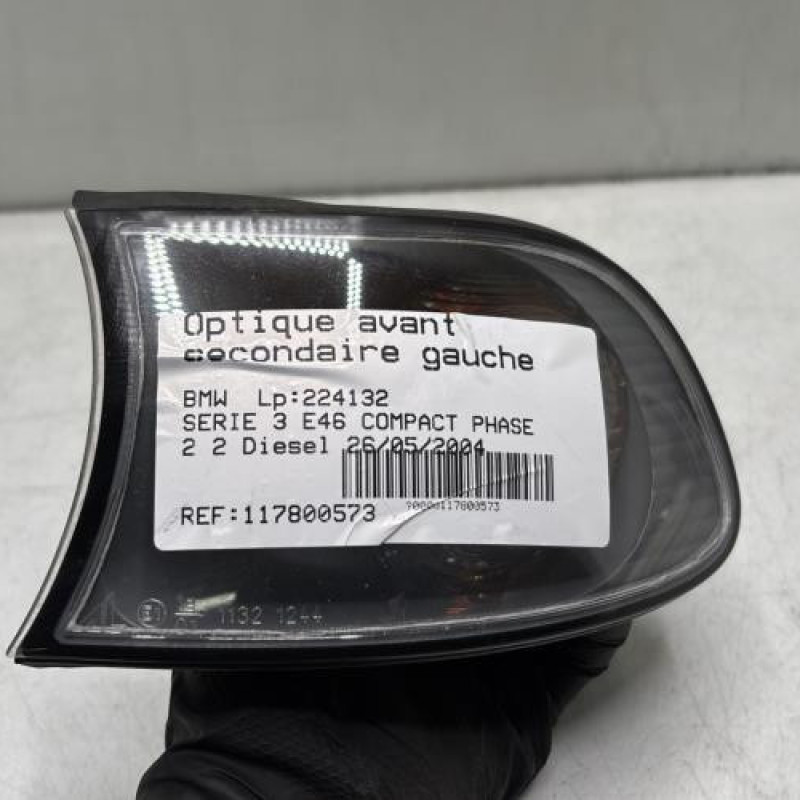 Optique avant
secondaire gauche
BMW Lp:224132
SERIE 3 E46 COMPACT PHASE
2 2 Diesel 26/05/2004
REF:117800573
1132 1244